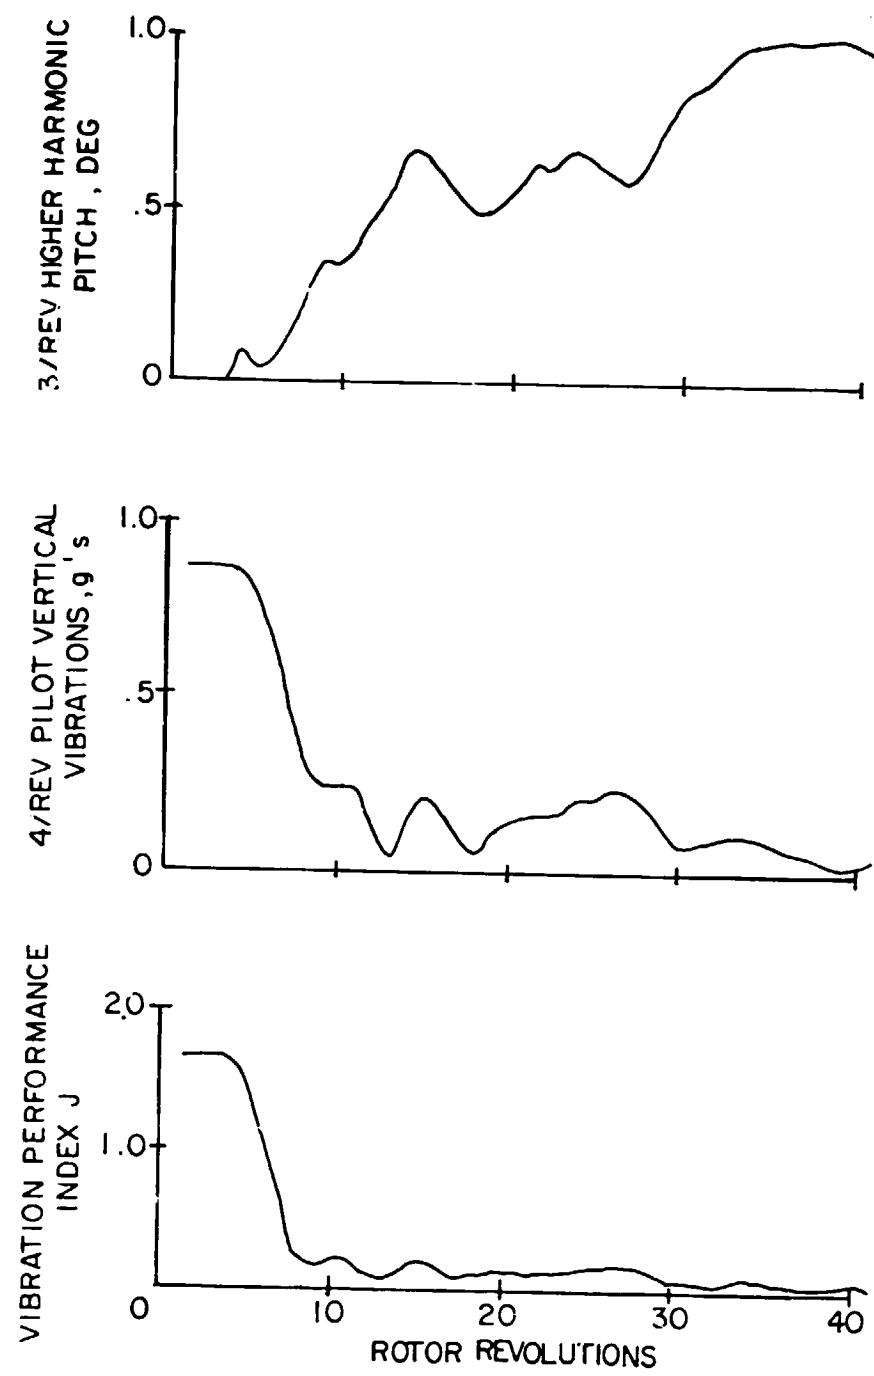 3/REV HIGHER HARMONIC
PITCH, DEG
1.0
.5
0
4/REV PILOT VERTICAL
VIBRATIONS, g's
1.0
.5
0
VIBRATION PERFORMANCE
INDEX J
2.0
1.0
0
10
20
30
40
ROTOR REVOLUTIONS